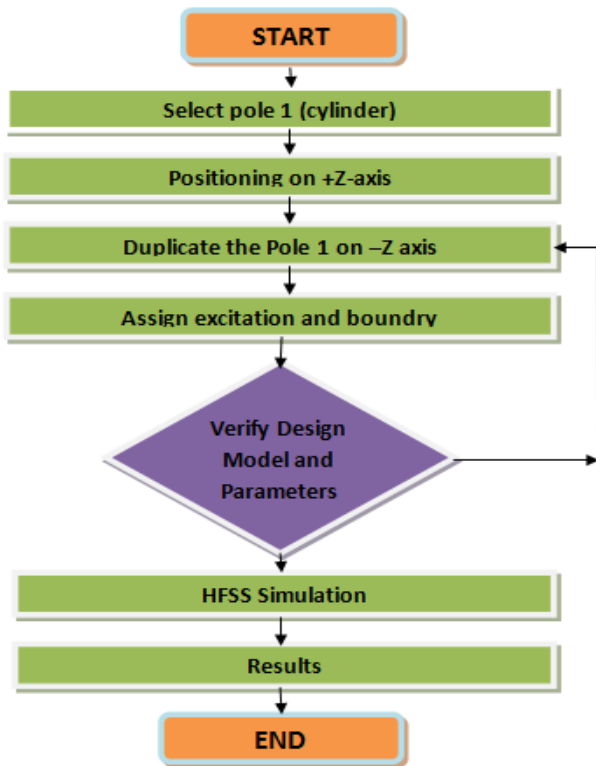 START
Select pole 1 (cylinder)
Positioning on +Z-axis
Duplicate the Pole 1 on –Z axis
Assign excitation and boundry
Verify Design
Model and
Parameters
HFSS Simulation
Results
END